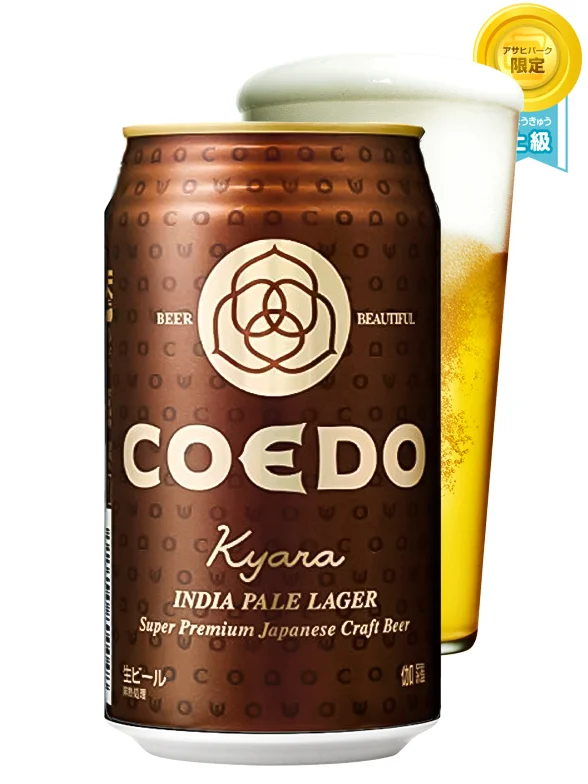 アサヒパーク
限定
級
BEER
BEAUTIFUL
COEDO
Kyara
INDIA PALE LAGER
Super Premium Japanese Craft Beer
生ビール
伽羅